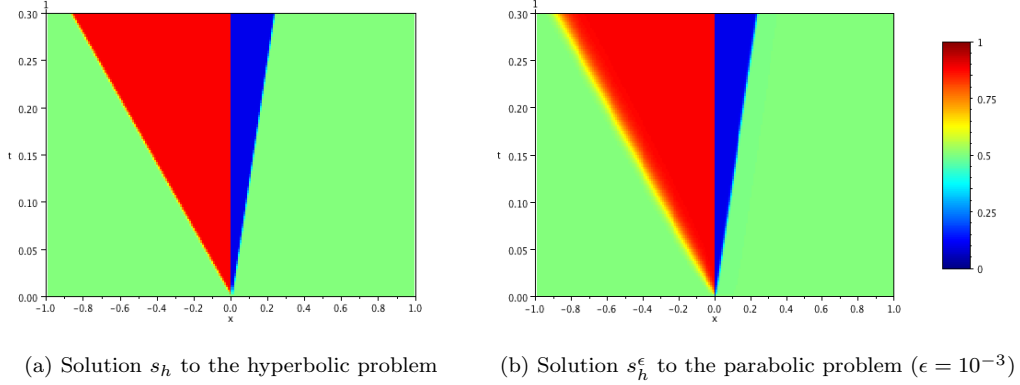 1
1
0.30
0.25
0.20
t 0.15
0.10
0.05
0.00
−1.0 −0.8 −0.6 −0.4 −0.2 0.0 0.2 0.4 0.6 0.8 1.0
x
0.30
0.25
0.20
t 0.15
0.10
0.05
0.00
−1.0 −0.8 −0.6 −0.4 −0.2 0.0 0.2 0.4 0.6 0.8 1.0
x
1
0.75
0.5
0.25
0
(a) Solution $s_h$ to the hyperbolic problem
(b) Solution $s_h^\epsilon$ to the parabolic problem ($\epsilon = 10^{-3}$)